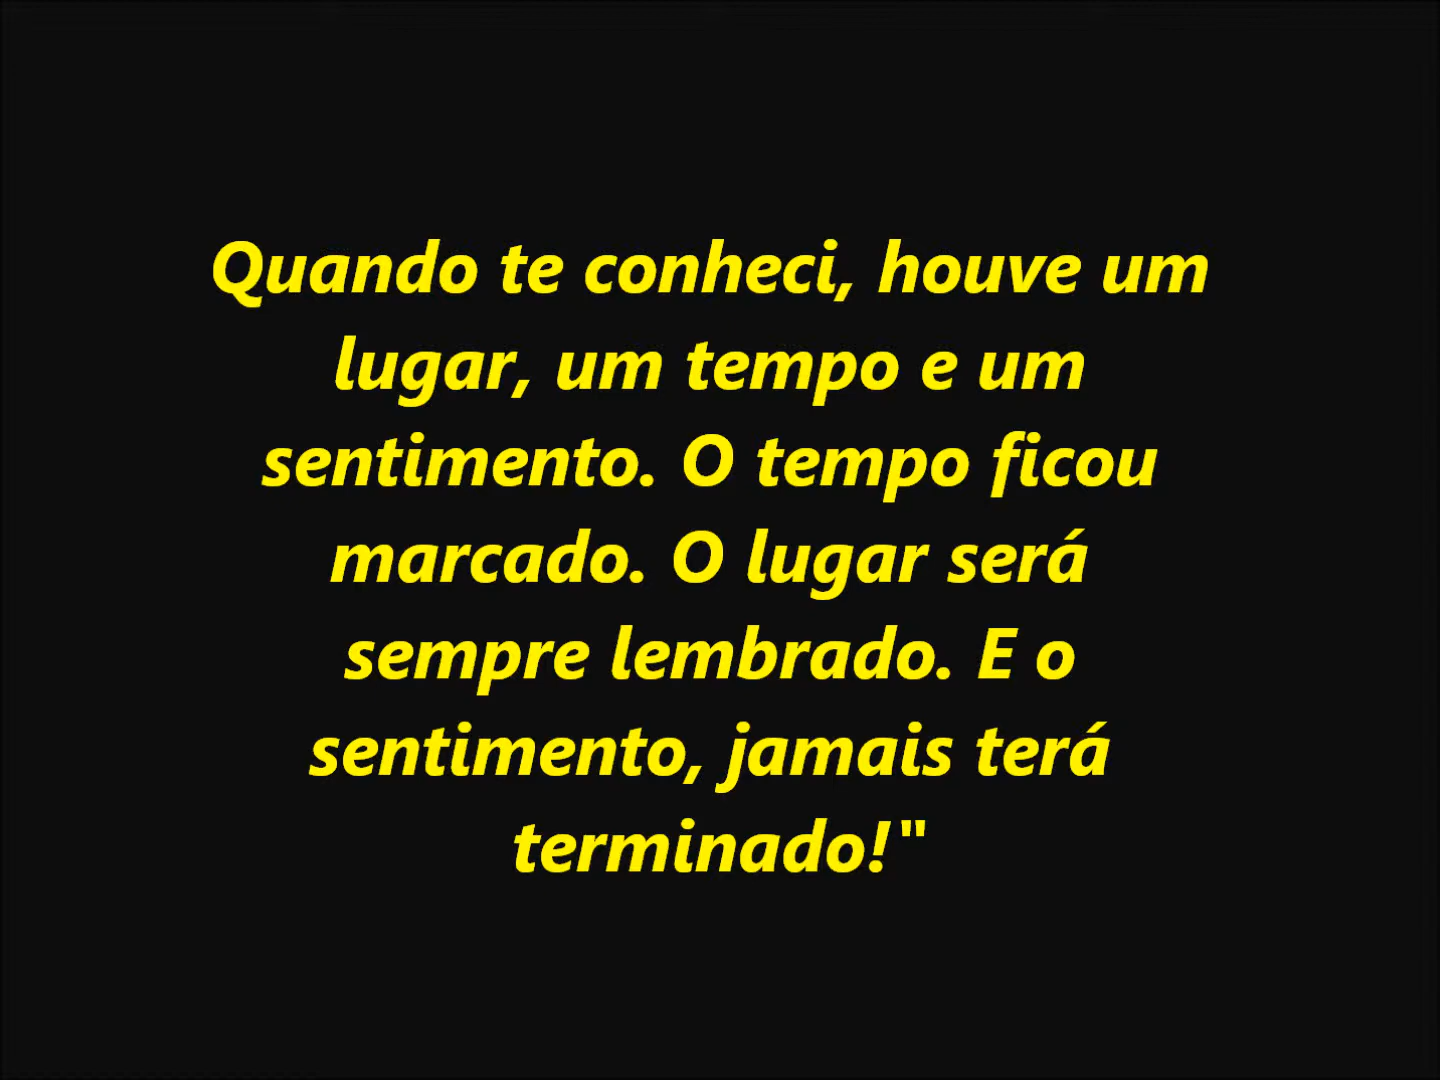 Quando te conheci, houve um
lugar, um tempo e um
sentimento. O tempo ficou
marcado. O lugar será
sempre lembrado. E o
sentimento, jamais terá
terminado!"